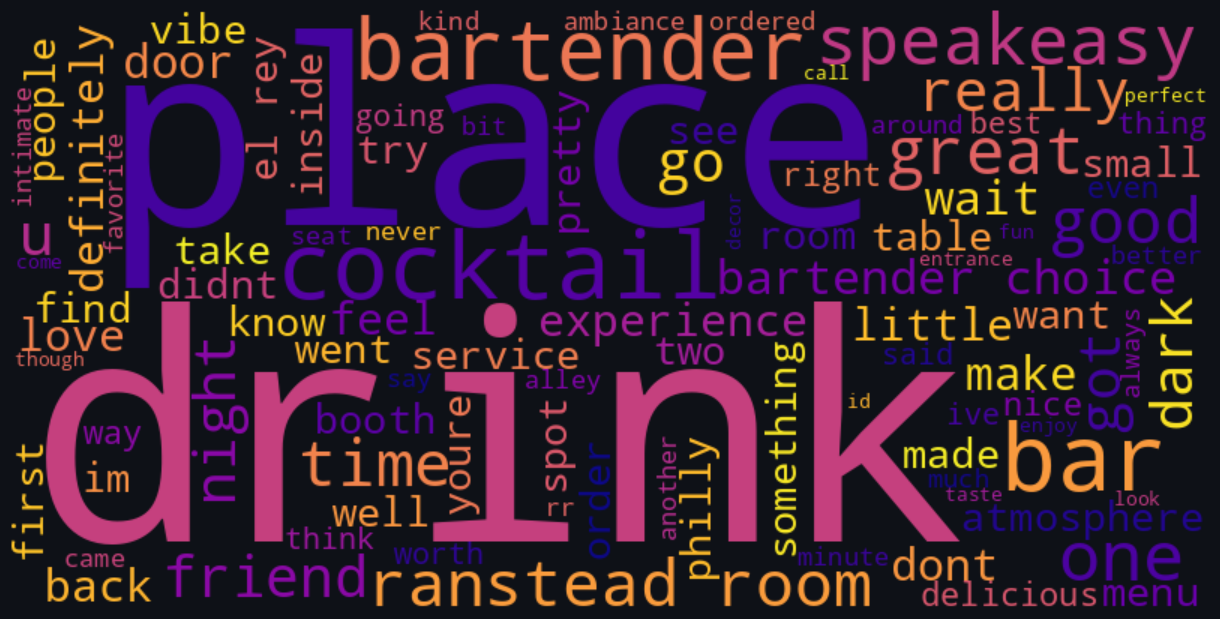 kind
ambiance
ordered
vibe
bartender
speakeasy
door
people
definitely
el rey
inside
place
call
really
perfect
intimate
favorite
going
bit
pretty
see
around
best
thing
try
go
great
small
right
even
wait
u
take
seat
never
decor
room
table
fun
good
come
didnt
cocktail
bartender
entrance
better
choice
find
know
feel
experience
little
want
love
though
went
service
two
said
make
always
got
dark
night
drink
say
alley
something
id
ive
nice
enjoy
way
booth
youre
spot
im
time
made
bar
much
taste
look
first
well
rr
order
another
philly
atmosphere
think
came
worth
minute
dont
one
back
friend
ranstead room
delicious
menu